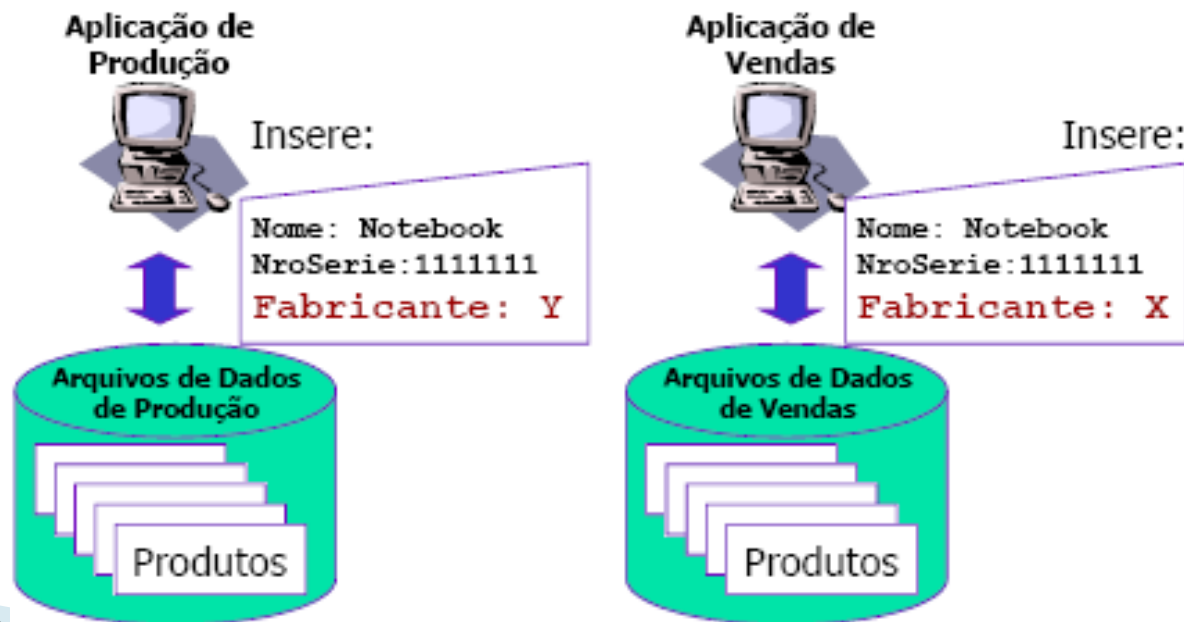 Aplicação de
Produção
Insere:
Nome: Notebook
NroSerie:1111111
Fabricante: Y
Arquivos de Dados
de Produção
Produtos
Aplicação de
Vendas
Insere:
Nome: Notebook
NroSerie:1111111
Fabricante: X
Arquivos de Dados
de Vendas
Produtos